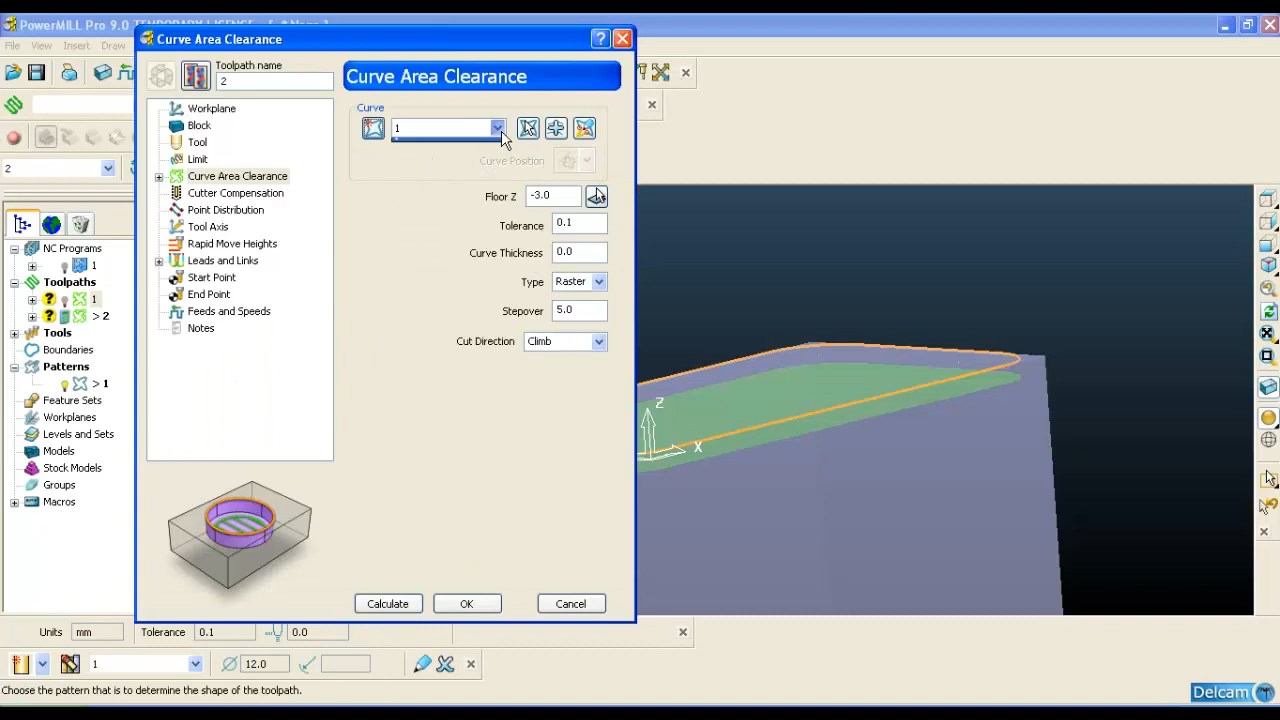 PowerMILL Pro 9.0 TEMPORARY LICENCE - [
File View Insert Draw
Curve Area Clearance
Toolpath name
2
Curve Area Clearance
Workplane
Block
Tool
Limit
Curve Area Clearance
Cutter Compensation
Point Distribution
Tool Axis
Rapid Move Heights
Leads and Links
Start Point
End Point
Feeds and Speeds
Notes
Curve
1
Curve Position
Floor Z -3.0
Tolerance 0.1
Curve Thickness 0.0
Type Raster
Stepover 5.0
Cut Direction Climb
Calculate OK Cancel
2
NC Programs
1
Toolpaths
1
> 2
Tools
Boundaries
Patterns
> 1
Feature Sets
Workplanes
Levels and Sets
Models
Stock Models
Groups
Macros
Z
X
Units mm Tolerance 0.1 0.0
1 12.0
Choose the pattern that is to determine the shape of the toolpath.
Delcam